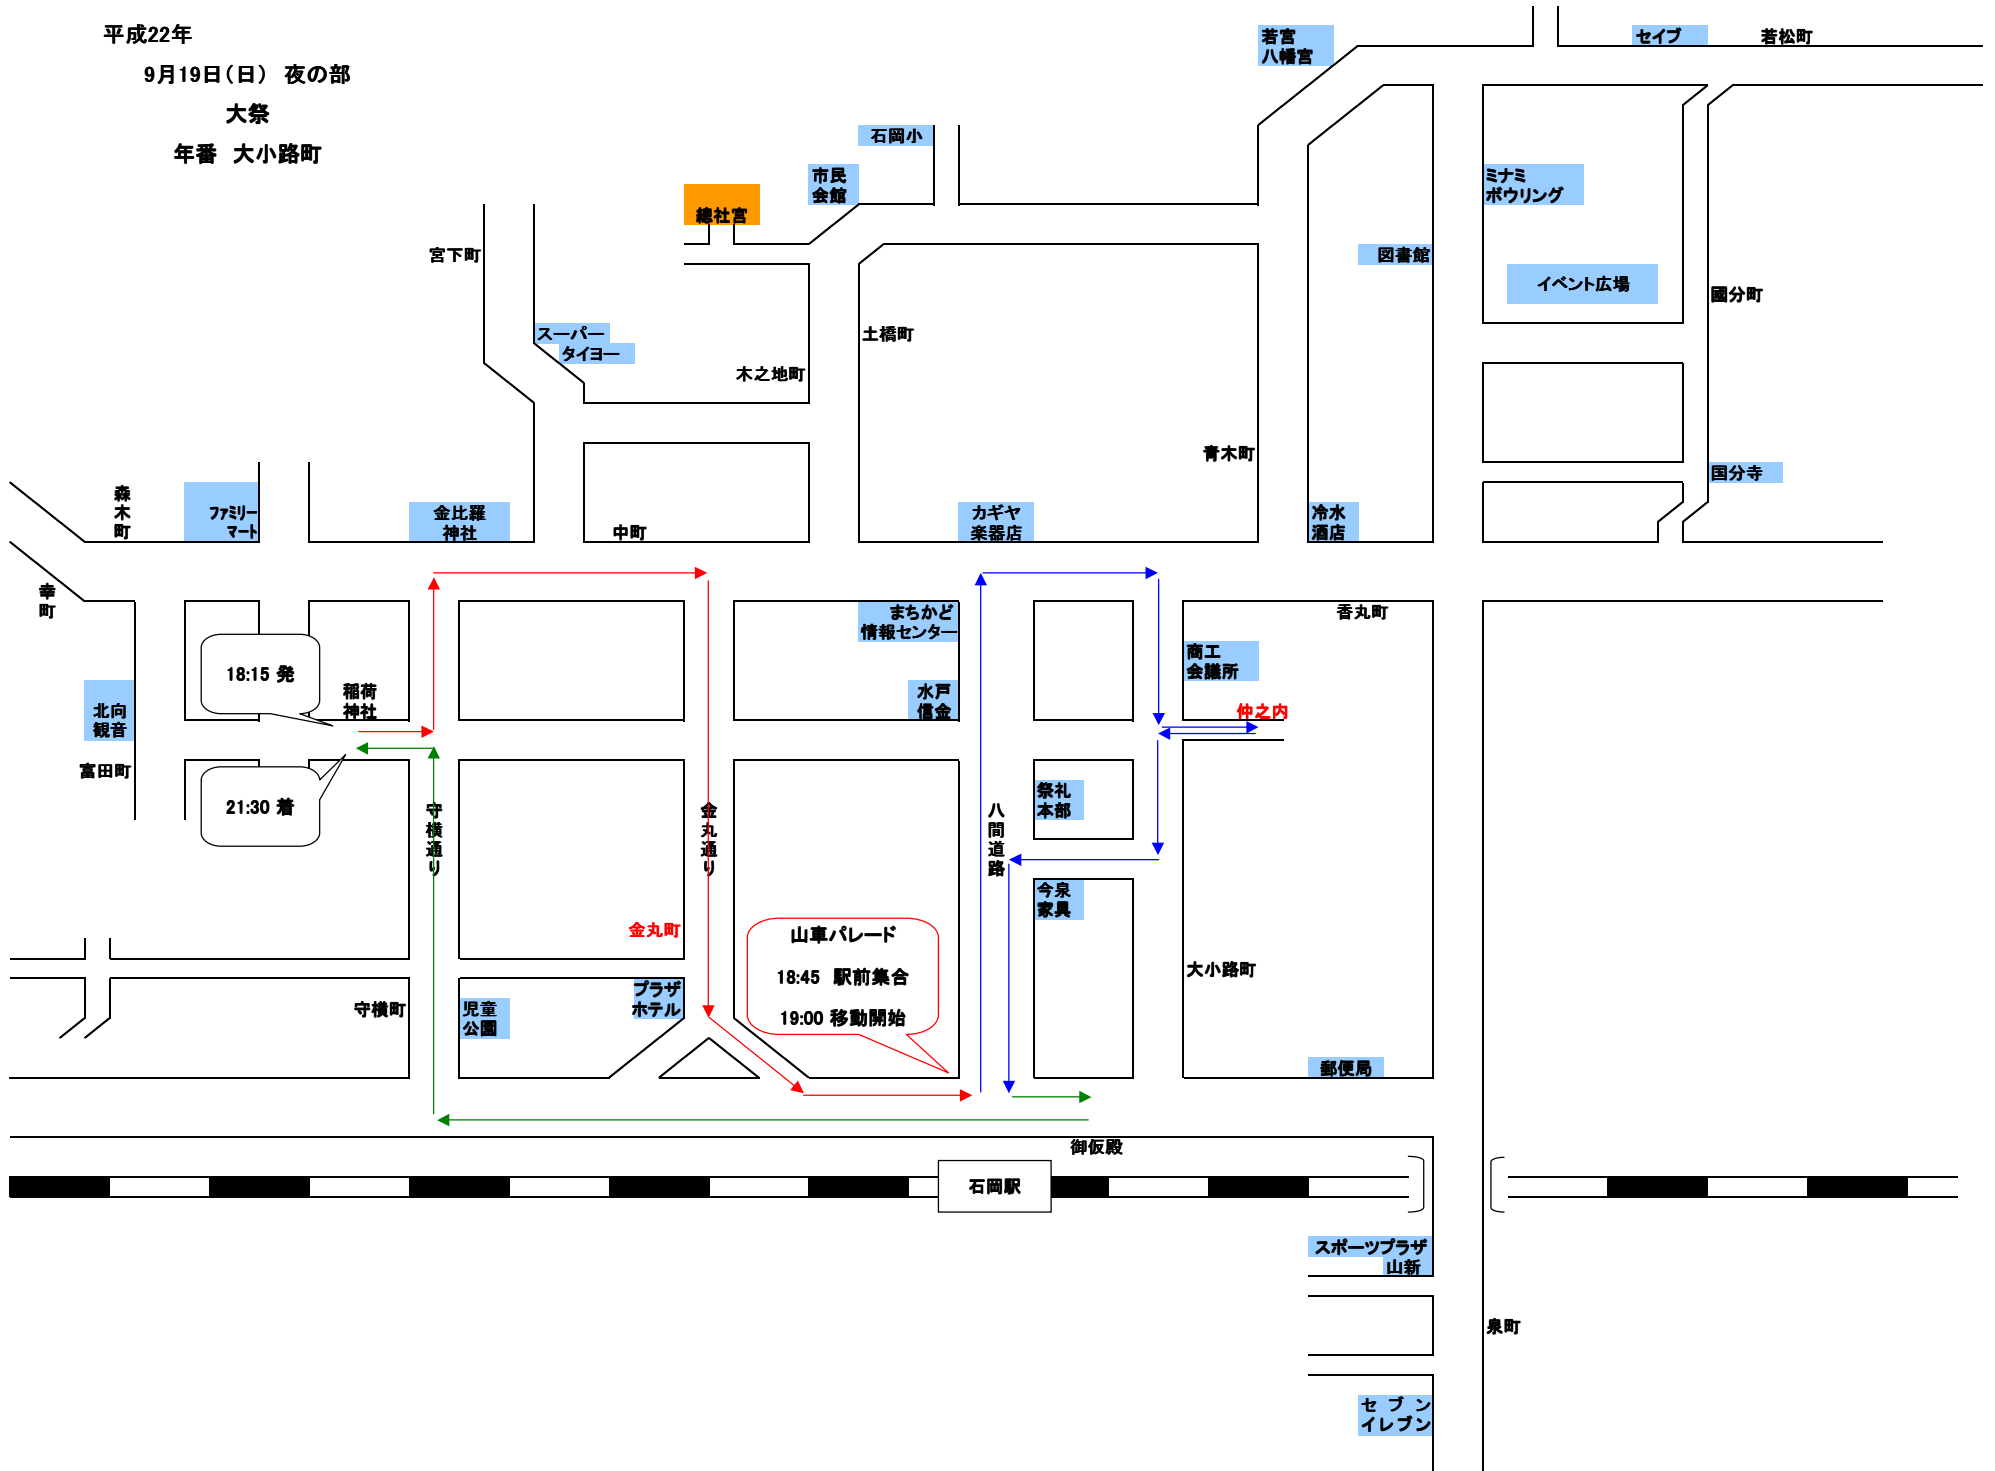 平成22年
9月19日(日) 夜の部
大祭
年番 大小路町
若宮
八幡宮
セイブ
若松町
石岡小
市民
会館
總社宮
ミナミ
ボウリング
宮下町
図書館
イベント広場
國分町
スーパー
タイヨー
土橋町
木之地町
青木町
国分寺
森木町
ファミリー
マート
金比羅
神社
中町
カギヤ
楽器店
冷水
酒店
幸町
まちかど
情報センター
香丸町
商工
会議所
18:15 発
稲荷
神社
北向
観音
水戸
信金
仲之内
富田町
21:30 着
祭礼
本部
守横通り
金丸通り
八間道路
今泉
家具
金丸町
山車パレード
18:45 駅前集合
19:00 移動開始
大小路町
プラザ
ホテル
守横町
児童
公園
郵便局
御仮殿
石岡駅
スポーツプラザ
山新
泉町
セブン
イレブン